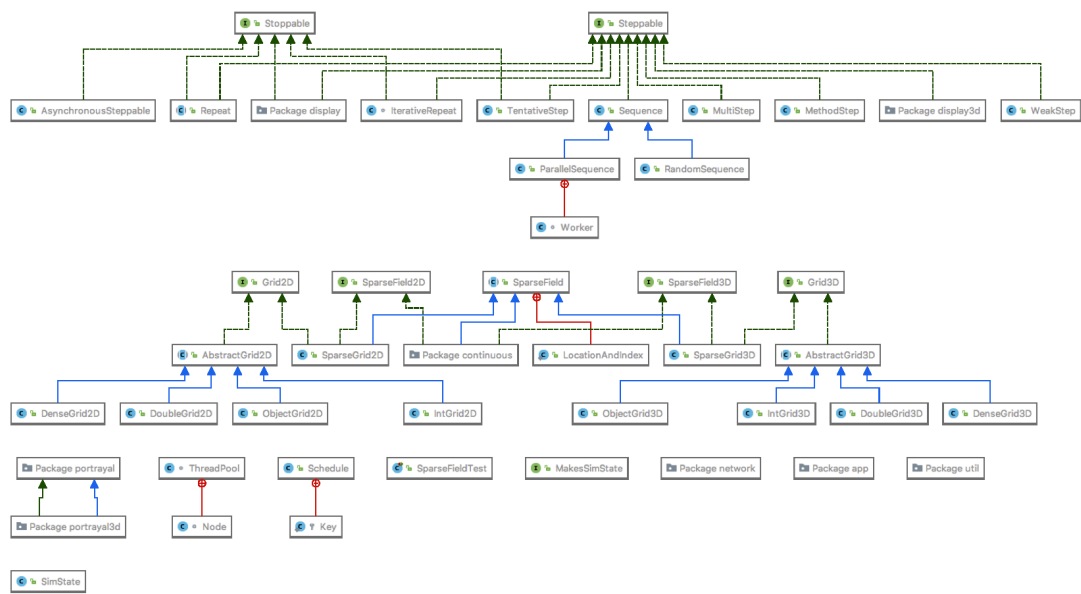 Stoppable
Steppable
AsynchronousSteppable
Repeat
Package display
IterativeRepeat
TentativeStep
Sequence
MultiStep
MethodStep
Package display3d
WeakStep
ParallelSequence
RandomSequence
Worker
Grid2D
SparseField2D
SparseField
SparseField3D
Grid3D
AbstractGrid2D
SparseGrid2D
Package continuous
LocationAndIndex
SparseGrid3D
AbstractGrid3D
DenseGrid2D
DoubleGrid2D
ObjectGrid2D
IntGrid2D
ObjectGrid3D
IntGrid3D
DoubleGrid3D
DenseGrid3D
Package portrayal
ThreadPool
Schedule
SparseFieldTest
MakesSimState
Package network
Package app
Package util
Package portrayal3d
Node
Key
SimState